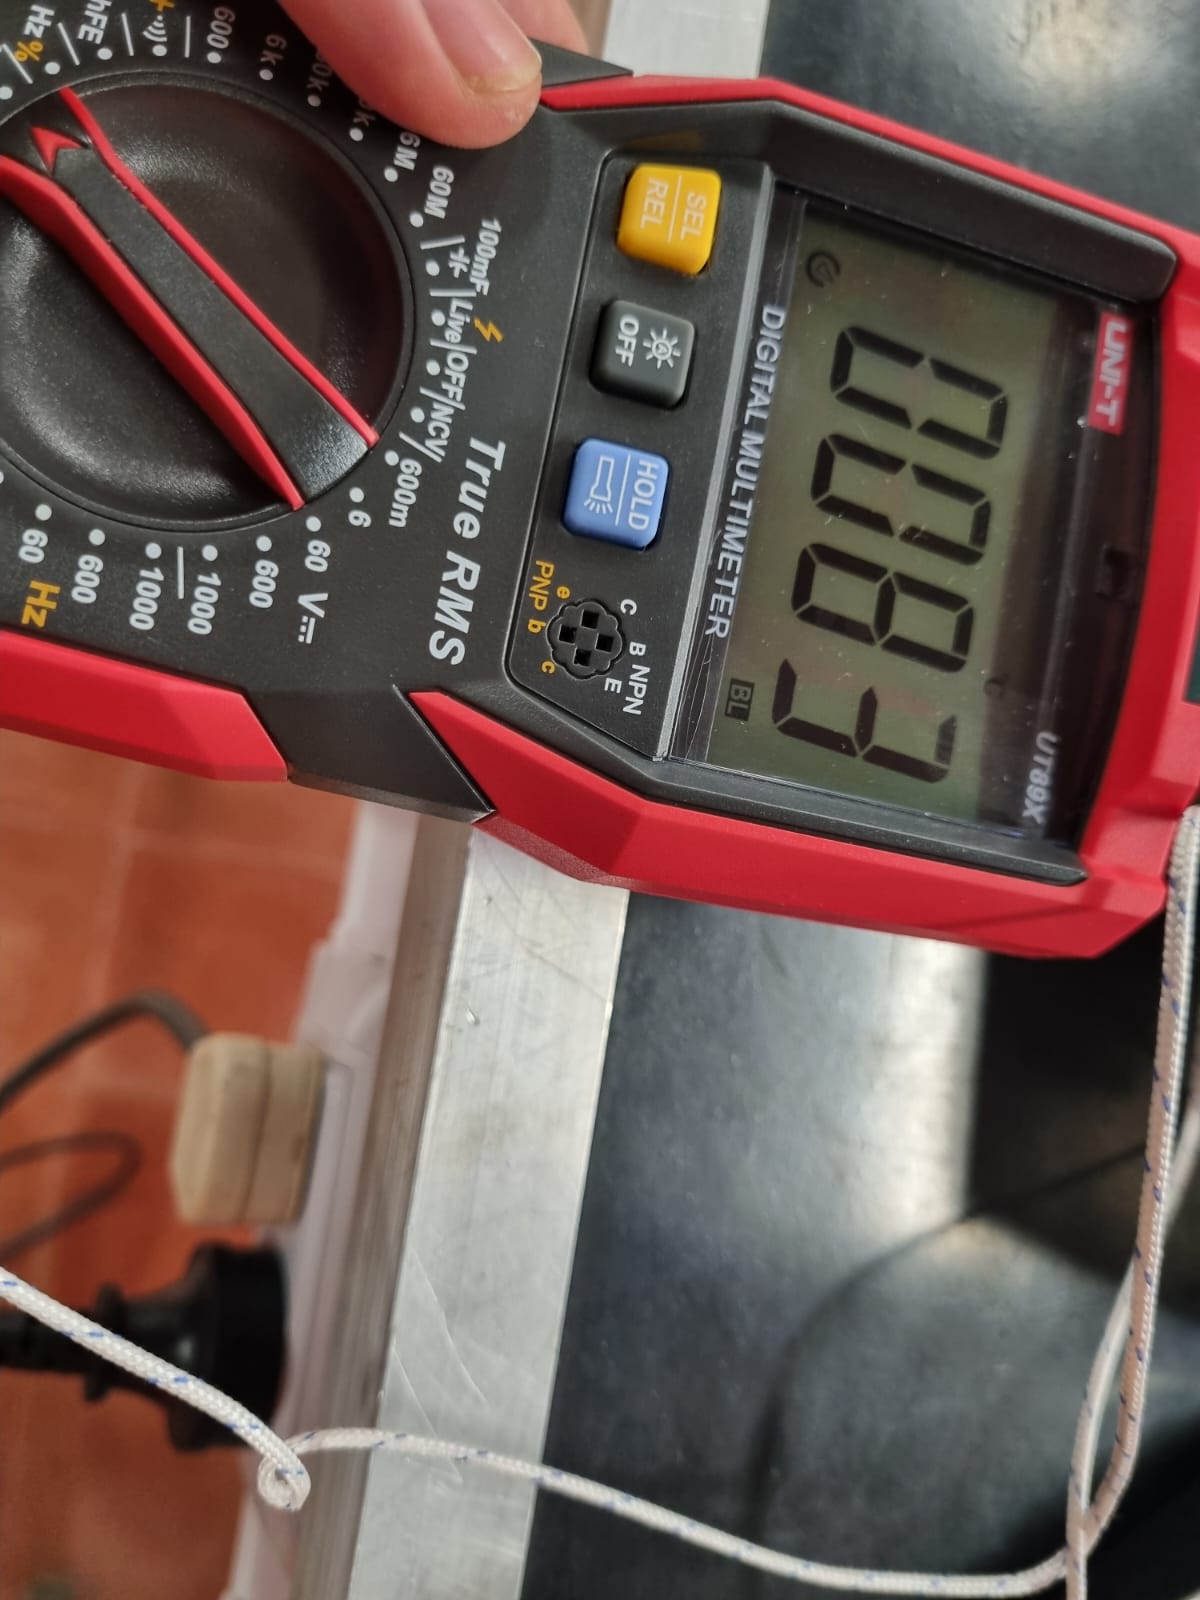 UNI-T
UT89X
0083
BL
DIGITAL MULTIMETER
SEL
REL
OFF
HOLD
C B NPN E
PNP e b c
True RMS
Hz%
hFE
600
6k
6M
60M
100mF
Live
OFF/NCV
600m
6
60 V
600
1000
1000
600
60 Hz